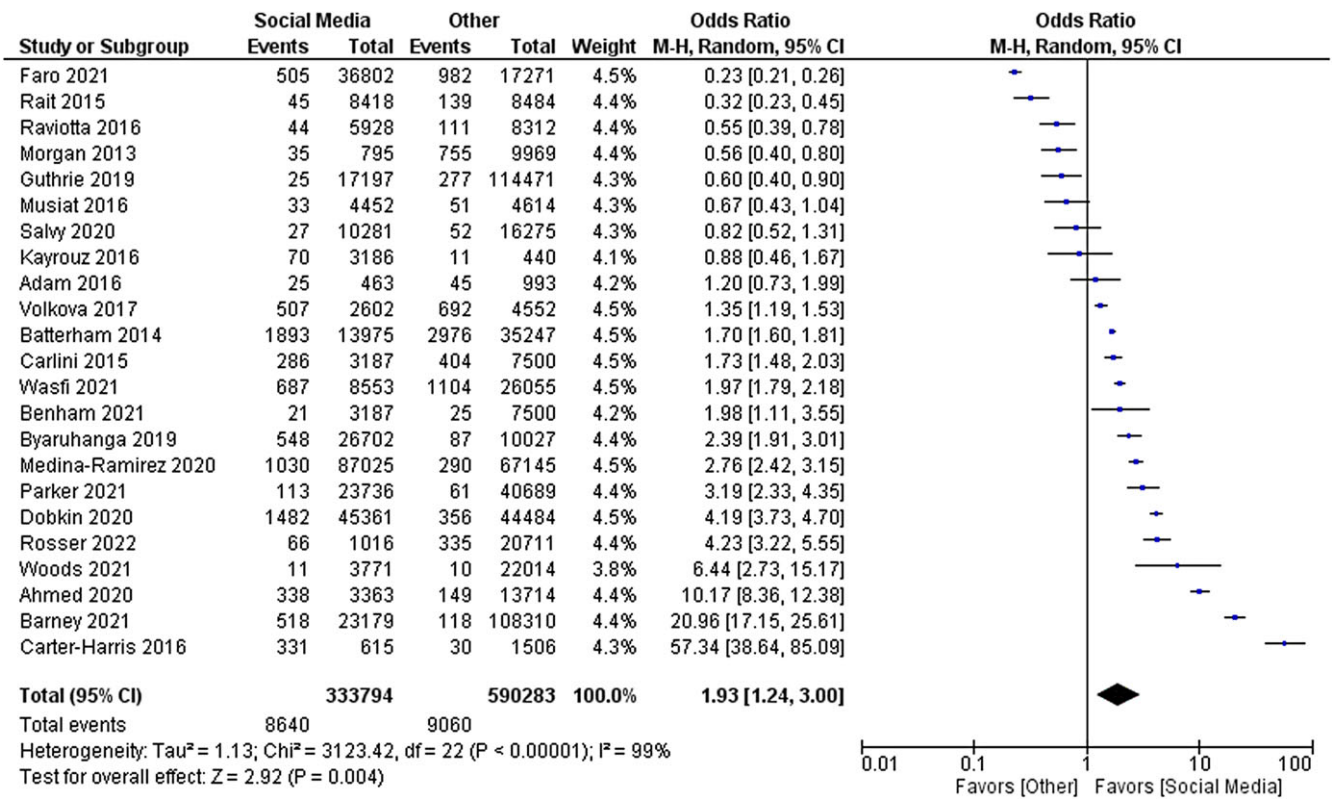 Social Media Other Odds Ratio Odds Ratio
Study or Subgroup Events Total Events Total Weight M-H, Random, 95% CI M-H, Random, 95% CI
Faro 2021 505 36802 982 17271 4.5% 0.23 [0.21, 0.26]
Rait 2015 45 8418 139 8484 4.4% 0.32 [0.23, 0.45]
Raviotta 2016 44 5928 111 8312 4.4% 0.55 [0.39, 0.78]
Morgan 2013 35 795 755 9969 4.4% 0.56 [0.40, 0.80]
Guthrie 2019 25 17197 277 114471 4.3% 0.60 [0.40, 0.90]
Musiat 2016 33 4452 51 4614 4.3% 0.67 [0.43, 1.04]
Salvy 2020 27 10281 52 16275 4.3% 0.82 [0.52, 1.31]
Kayrouz 2016 70 3186 11 440 4.1% 0.88 [0.46, 1.67]
Adam 2016 25 463 45 993 4.2% 1.20 [0.73, 1.99]
Volkova 2017 507 2602 692 4552 4.5% 1.35 [1.19, 1.53]
Batterham 2014 1893 13975 2976 35247 4.5% 1.70 [1.60, 1.81]
Carlini 2015 286 3187 404 7500 4.5% 1.73 [1.48, 2.03]
Wasfi 2021 687 8553 1104 26055 4.5% 1.97 [1.79, 2.18]
Benham 2021 21 3187 25 7500 4.2% 1.98 [1.11, 3.55]
Byaruhanga 2019 548 26702 87 10027 4.4% 2.39 [1.91, 3.01]
Medina-Ramirez 2020 1030 87025 290 67145 4.5% 2.76 [2.42, 3.15]
Parker 2021 113 23736 61 40689 4.4% 3.19 [2.33, 4.35]
Dobkin 2020 1482 45361 356 44484 4.5% 4.19 [3.73, 4.70]
Rosser 2022 66 1016 335 20711 4.4% 4.23 [3.22, 5.55]
Woods 2021 11 3771 10 22014 3.8% 6.44 [2.73, 15.17]
Ahmed 2020 338 3363 149 13714 4.4% 10.17 [8.36, 12.38]
Barney 2021 518 23179 118 108310 4.4% 20.96 [17.15, 25.61]
Carter-Harris 2016 331 615 30 1506 4.3% 57.34 [38.64, 85.09]
Total (95% CI) 333794 590283 100.0% 1.93 [1.24, 3.00]
Total events 8640 9060
Heterogeneity: Tau² = 1.13; Chi² = 3123.42, df = 22 (P < 0.00001); I² = 99%
Test for overall effect: Z = 2.92 (P = 0.004)
0.01 0.1 1 10 100
Favors [Other] Favors [Social Media]